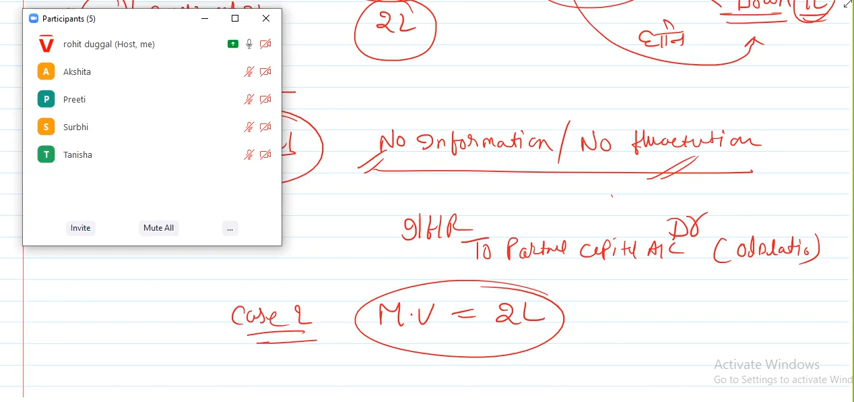 Participants (5)
rohit duggal (Host, me)
A Akshita
P Preeti
S Surbhi
T Tanisha
Invite Mute All ...
2L
Down
हानि
No Information / No fluctuation
To Partner Capital A/C
Case 2 M.V = 2L
Activate Windows
Go to Settings to activate Wind